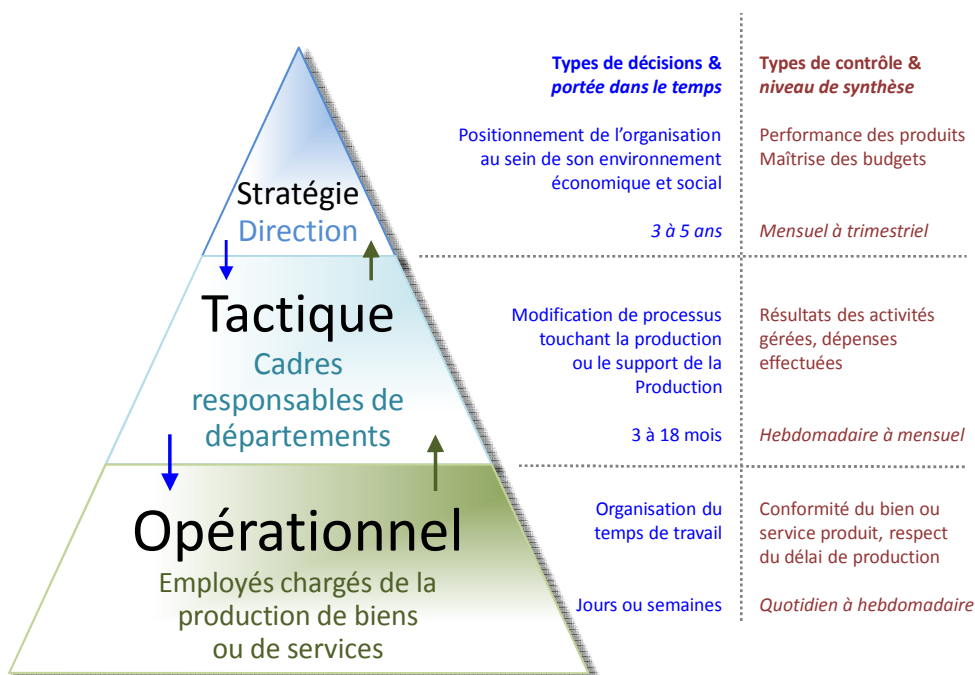 Types de décisions &
portée dans le temps
Types de contrôle &
niveau de synthèse
Stratégie
Direction
Positionnement de l'organisation
au sein de son environnement
économique et social
3 à 5 ans
Performance des produits
Maîtrise des budgets
Mensuel à trimestriel
Tactique
Cadres
responsables de
départements
Modification de processus
touchant la production
ou le support de la
Production
3 à 18 mois
Résultats des activités
gérées, dépenses
effectuées
Hebdomadaire à mensuel
Opérationnel
Employés chargés de la
production de biens
ou de services
Organisation du
temps de travail
Jours ou semaines
Conformité du bien ou
service produit, respect
du délai de production
Quotidien à hebdomadaire